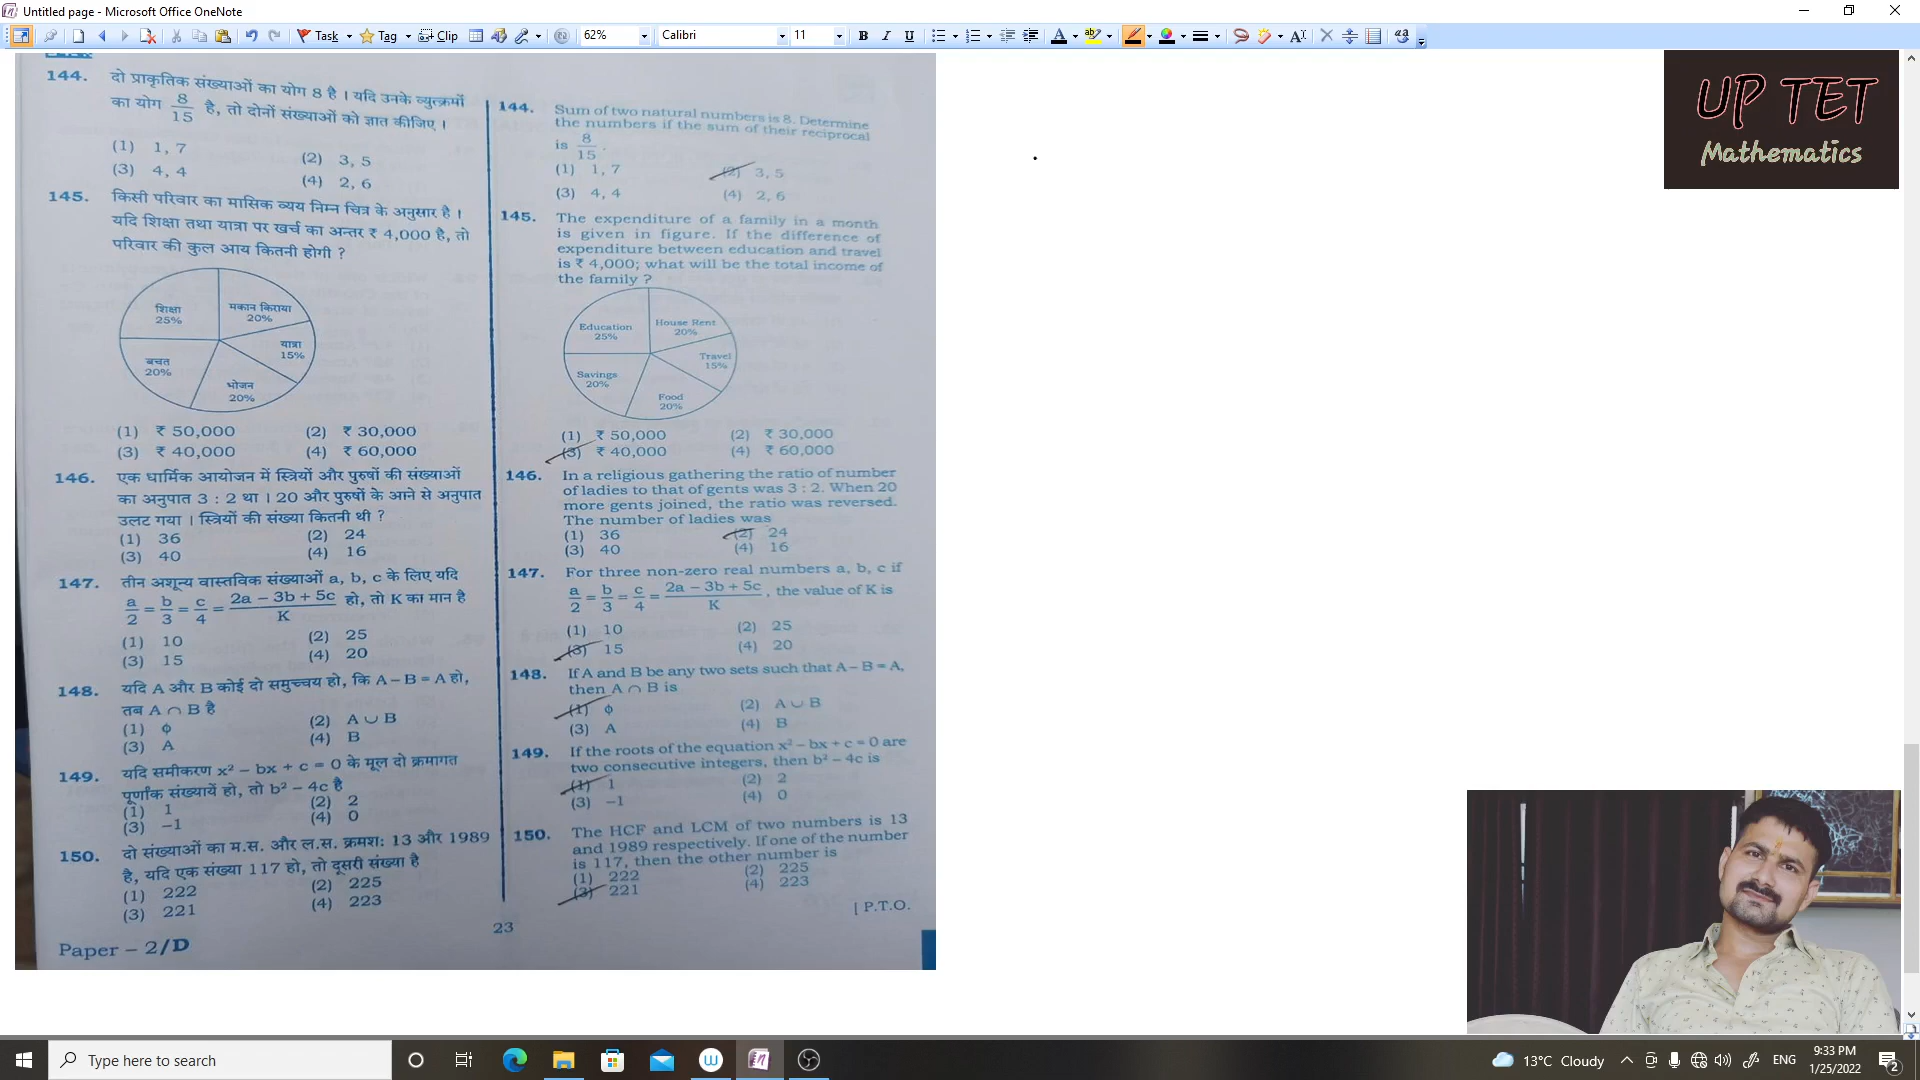 Untitled page - Microsoft Office OneNote
Task Tag Clip 62% Calibri 11 B I U
UP TET
Mathematics
144. दो प्राकृतिक संख्याओं का योग 8 है । यदि उनके व्युत्क्रमों
का योग 8/15 है, तो दोनों संख्याओं को ज्ञात कीजिए ।
(1) 1, 7 (2) 3, 5
(3) 4, 4 (4) 2, 6
145. किसी परिवार का मासिक व्यय निम्न चित्र के अनुसार है ।
यदि शिक्षा तथा यात्रा पर खर्च का अन्तर ₹ 4,000 है, तो
परिवार की कुल आय कितनी होगी ?
शिक्षा
25%
मकान किराया
20%
यात्रा
15%
बचत
20%
भोजन
20%
(1) ₹ 50,000 (2) ₹ 30,000
(3) ₹ 40,000 (4) ₹ 60,000
146. एक धार्मिक आयोजन में स्त्रियों और पुरुषों की संख्याओं
का अनुपात 3 : 2 था । 20 और पुरुषों के आने से अनुपात
उलट गया । स्त्रियों की संख्या कितनी थी ?
(1) 36 (2) 24
(3) 40 (4) 16
147. तीन अशून्य वास्तविक संख्याओं a, b, c के लिए यदि
a/2 = b/3 = c/4 = (2a − 3b + 5c)/K हो, तो K का मान है
(1) 10 (2) 25
(3) 15 (4) 20
148. यदि A और B कोई दो समुच्चय हो, कि A – B = A हो,
तब A ∩ B है
(1) ϕ (2) A ∪ B
(3) A (4) B
149. यदि समीकरण x² − bx + c = 0 के मूल दो क्रमागत
पूर्णांक संख्यायें हो, तो b² − 4c है
(1) 1 (2) 2
(3) −1 (4) 0
150. दो संख्याओं का म.स. और ल.स. क्रमश: 13 और 1989
है, यदि एक संख्या 117 हो, तो दूसरी संख्या है
(1) 222 (2) 225
(3) 221 (4) 223
Paper – 2/D
23
144. Sum of two natural numbers is 8. Determine
the numbers if the sum of their reciprocal
is 8/15 .
(1) 1, 7 (2) 3, 5
(3) 4, 4 (4) 2, 6
145. The expenditure of a family in a month
is given in figure. If the difference of
expenditure between education and travel
is ₹ 4,000; what will be the total income of
the family ?
Education
25%
House Rent
20%
Travel
15%
Savings
20%
Food
20%
(1) ₹ 50,000 (2) ₹ 30,000
(3) ₹ 40,000 (4) ₹ 60,000
146. In a religious gathering the ratio of number
of ladies to that of gents was 3 : 2. When 20
more gents joined, the ratio was reversed.
The number of ladies was
(1) 36 (2) 24
(3) 40 (4) 16
147. For three non-zero real numbers a, b, c if
a/2 = b/3 = c/4 = (2a − 3b + 5c)/K , the value of K is
(1) 10 (2) 25
(3) 15 (4) 20
148. If A and B be any two sets such that A – B = A,
then A ∩ B is
(1) ϕ (2) A ∪ B
(3) A (4) B
149. If the roots of the equation x² − bx + c = 0 are
two consecutive integers, then b² − 4c is
(1) 1 (2) 2
(3) −1 (4) 0
150. The HCF and LCM of two numbers is 13
and 1989 respectively. If one of the number
is 117, then the other number is
(1) 222 (2) 225
(3) 221 (4) 223
[ P.T.O.
Type here to search
13°C Cloudy ENG 9:33 PM
1/25/2022 2